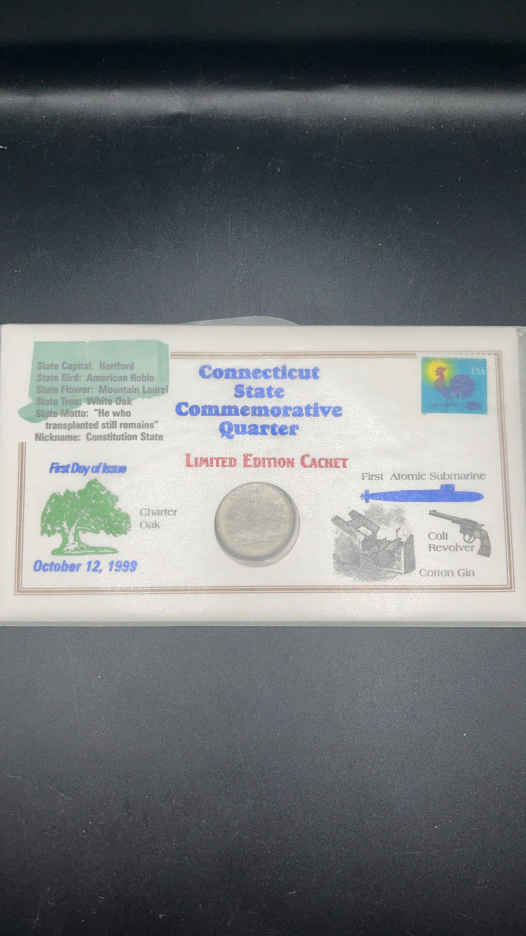 State Capital: Hartford
State Bird: American Robin
State Flower: Mountain Laurel
State Tree: White Oak
State Motto: "He who
transplanted still remains"
Nickname: Constitution State
Connecticut
State
Commemorative
Quarter
LIMITED EDITION CACHET
USA
First Day of Issue
Charter
Oak
October 12, 1999
First Atomic Submarine
Colt
Revolver
Cotton Gin